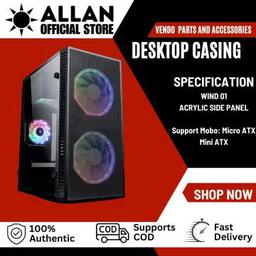 ALLAN
OFFICIAL STORE
VENDO PARTS AND ACCESSORIES
DESKTOP CASING
SPECIFICATION
WIND 01
ACRYLIC SIDE PANEL
Support Mobo: Micro ATX
Mini ATX
SHOP NOW
100%
Authentic
COD
Supports
COD
Fast
Delivery